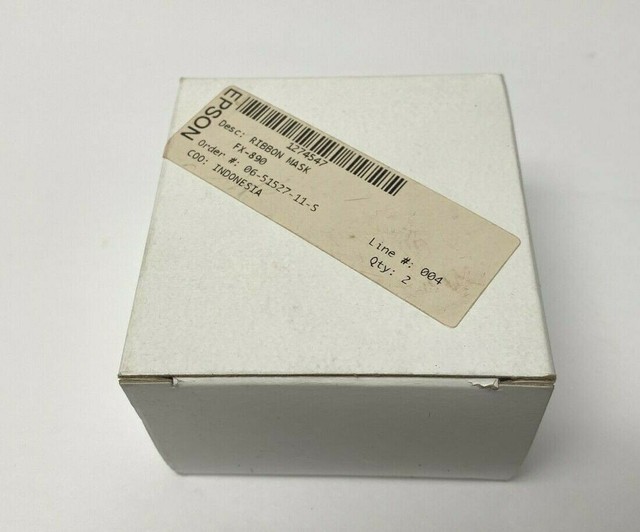 EPSON
1274547
Desc: RIBBON MASK
FX-890
Order #: 06-51527-11-S
COO: INDONESIA
Line #: 004
Qty: 2